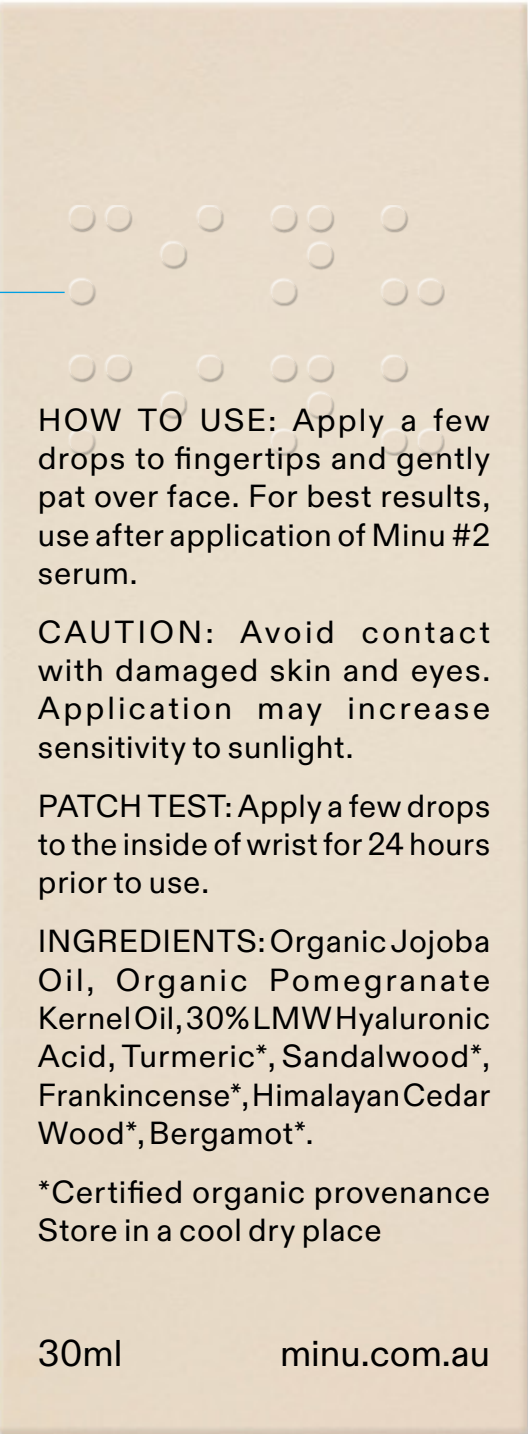 ⠍⠊⠝⠥
⠍⠊⠝⠥
HOW TO USE: Apply a few
drops to fingertips and gently
pat over face. For best results,
use after application of Minu #2
serum.
CAUTION: Avoid contact
with damaged skin and eyes.
Application may increase
sensitivity to sunlight.
PATCH TEST: Apply a few drops
to the inside of wrist for 24 hours
prior to use.
INGREDIENTS: Organic Jojoba
Oil, Organic Pomegranate
Kernel Oil, 30% LMW Hyaluronic
Acid, Turmeric*, Sandalwood*,
Frankincense*, Himalayan Cedar
Wood*, Bergamot*.
*Certified organic provenance
Store in a cool dry place
30ml minu.com.au